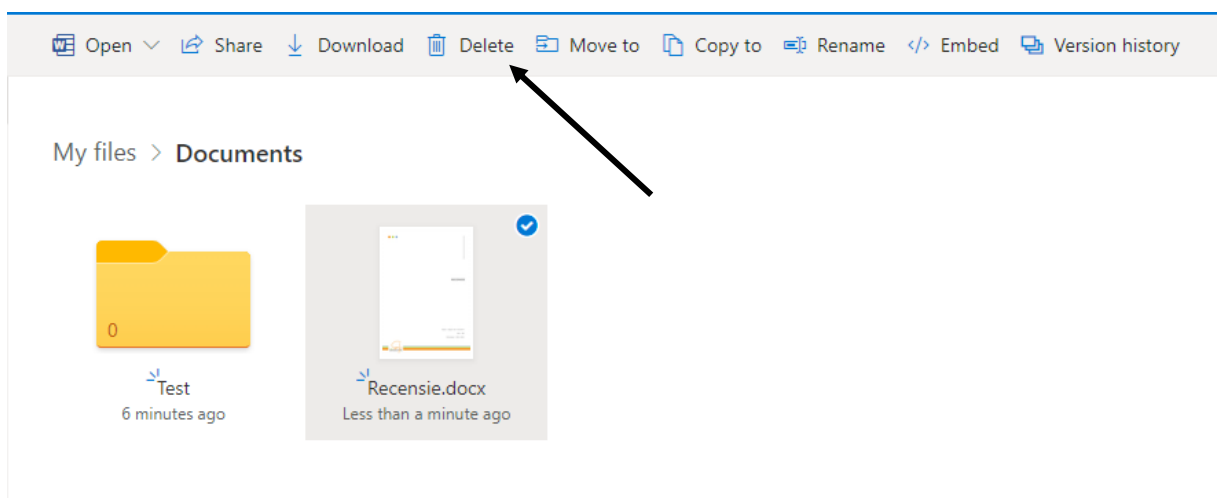 Open Share Download Delete Move to Copy to Rename Embed Version history
My files > Documents
0
Test
6 minutes ago
Recensie.docx
Less than a minute ago